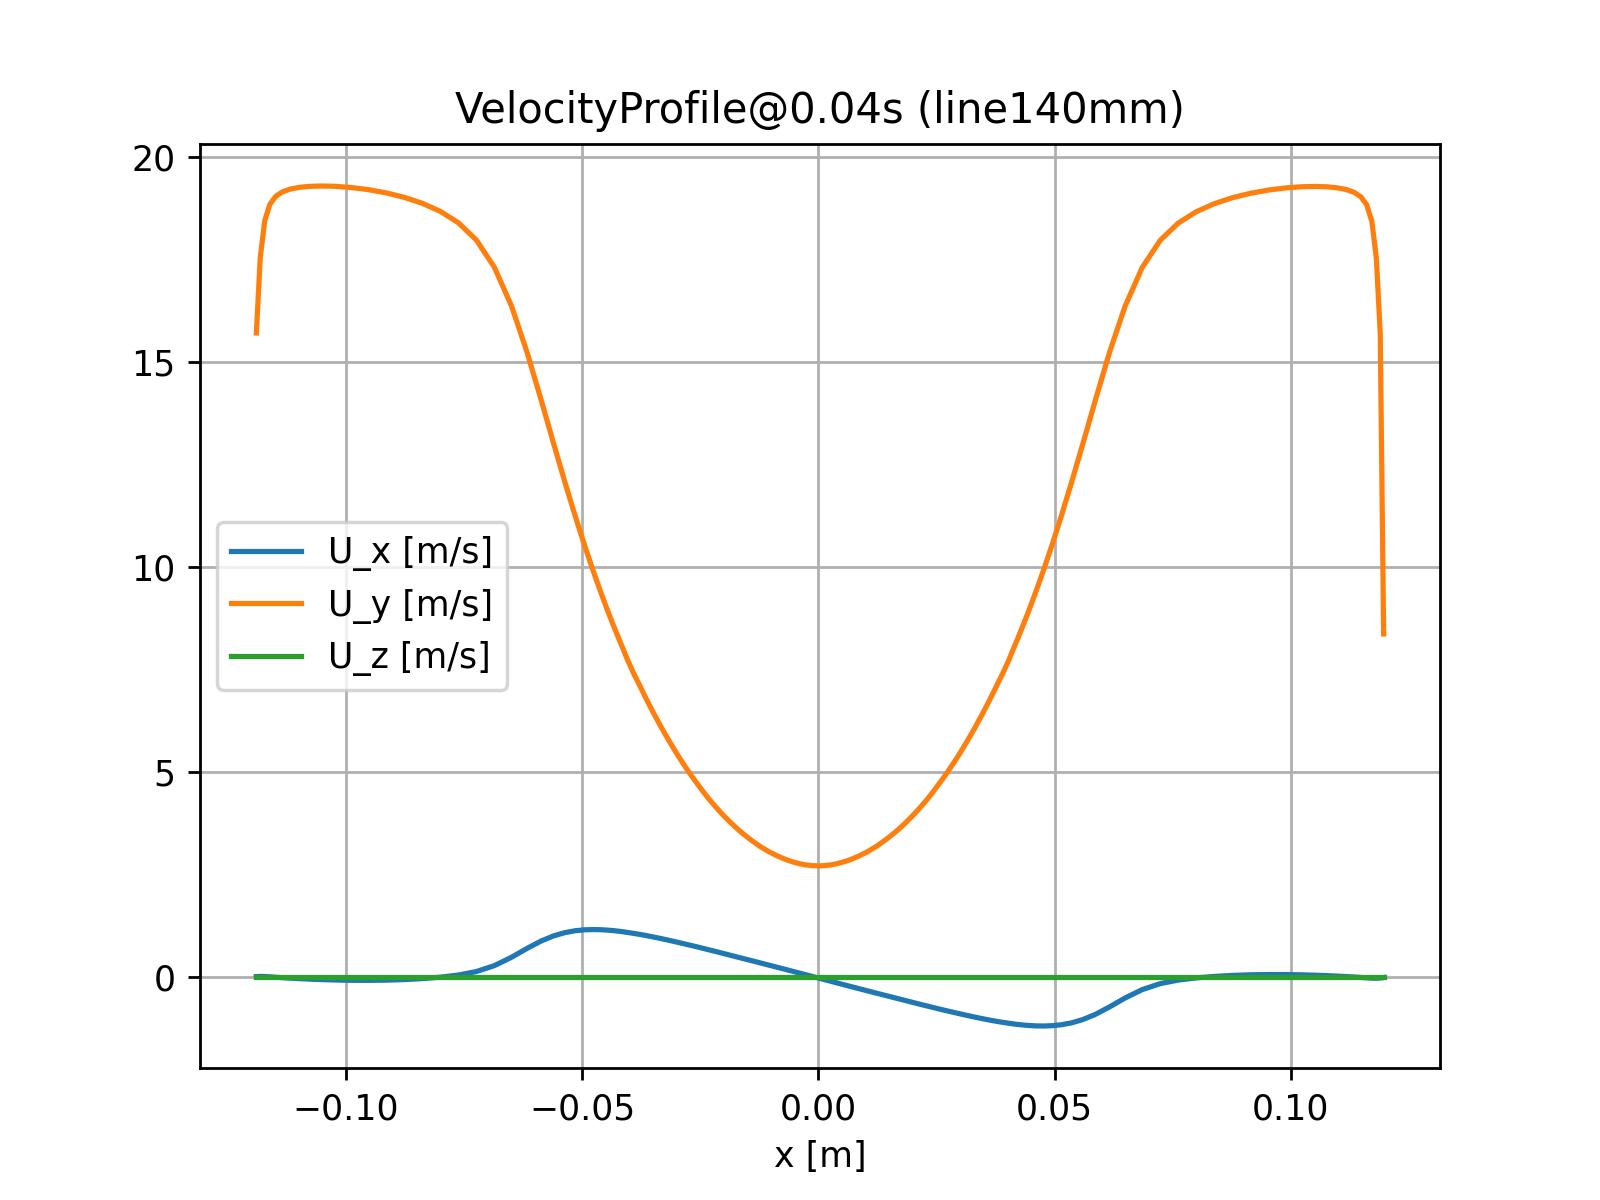 VelocityProfile@0.04s (line140mm)
20
15
10
5
0
U_x [m/s]
U_y [m/s]
U_z [m/s]
−0.10 −0.05 0.00 0.05 0.10
x [m]